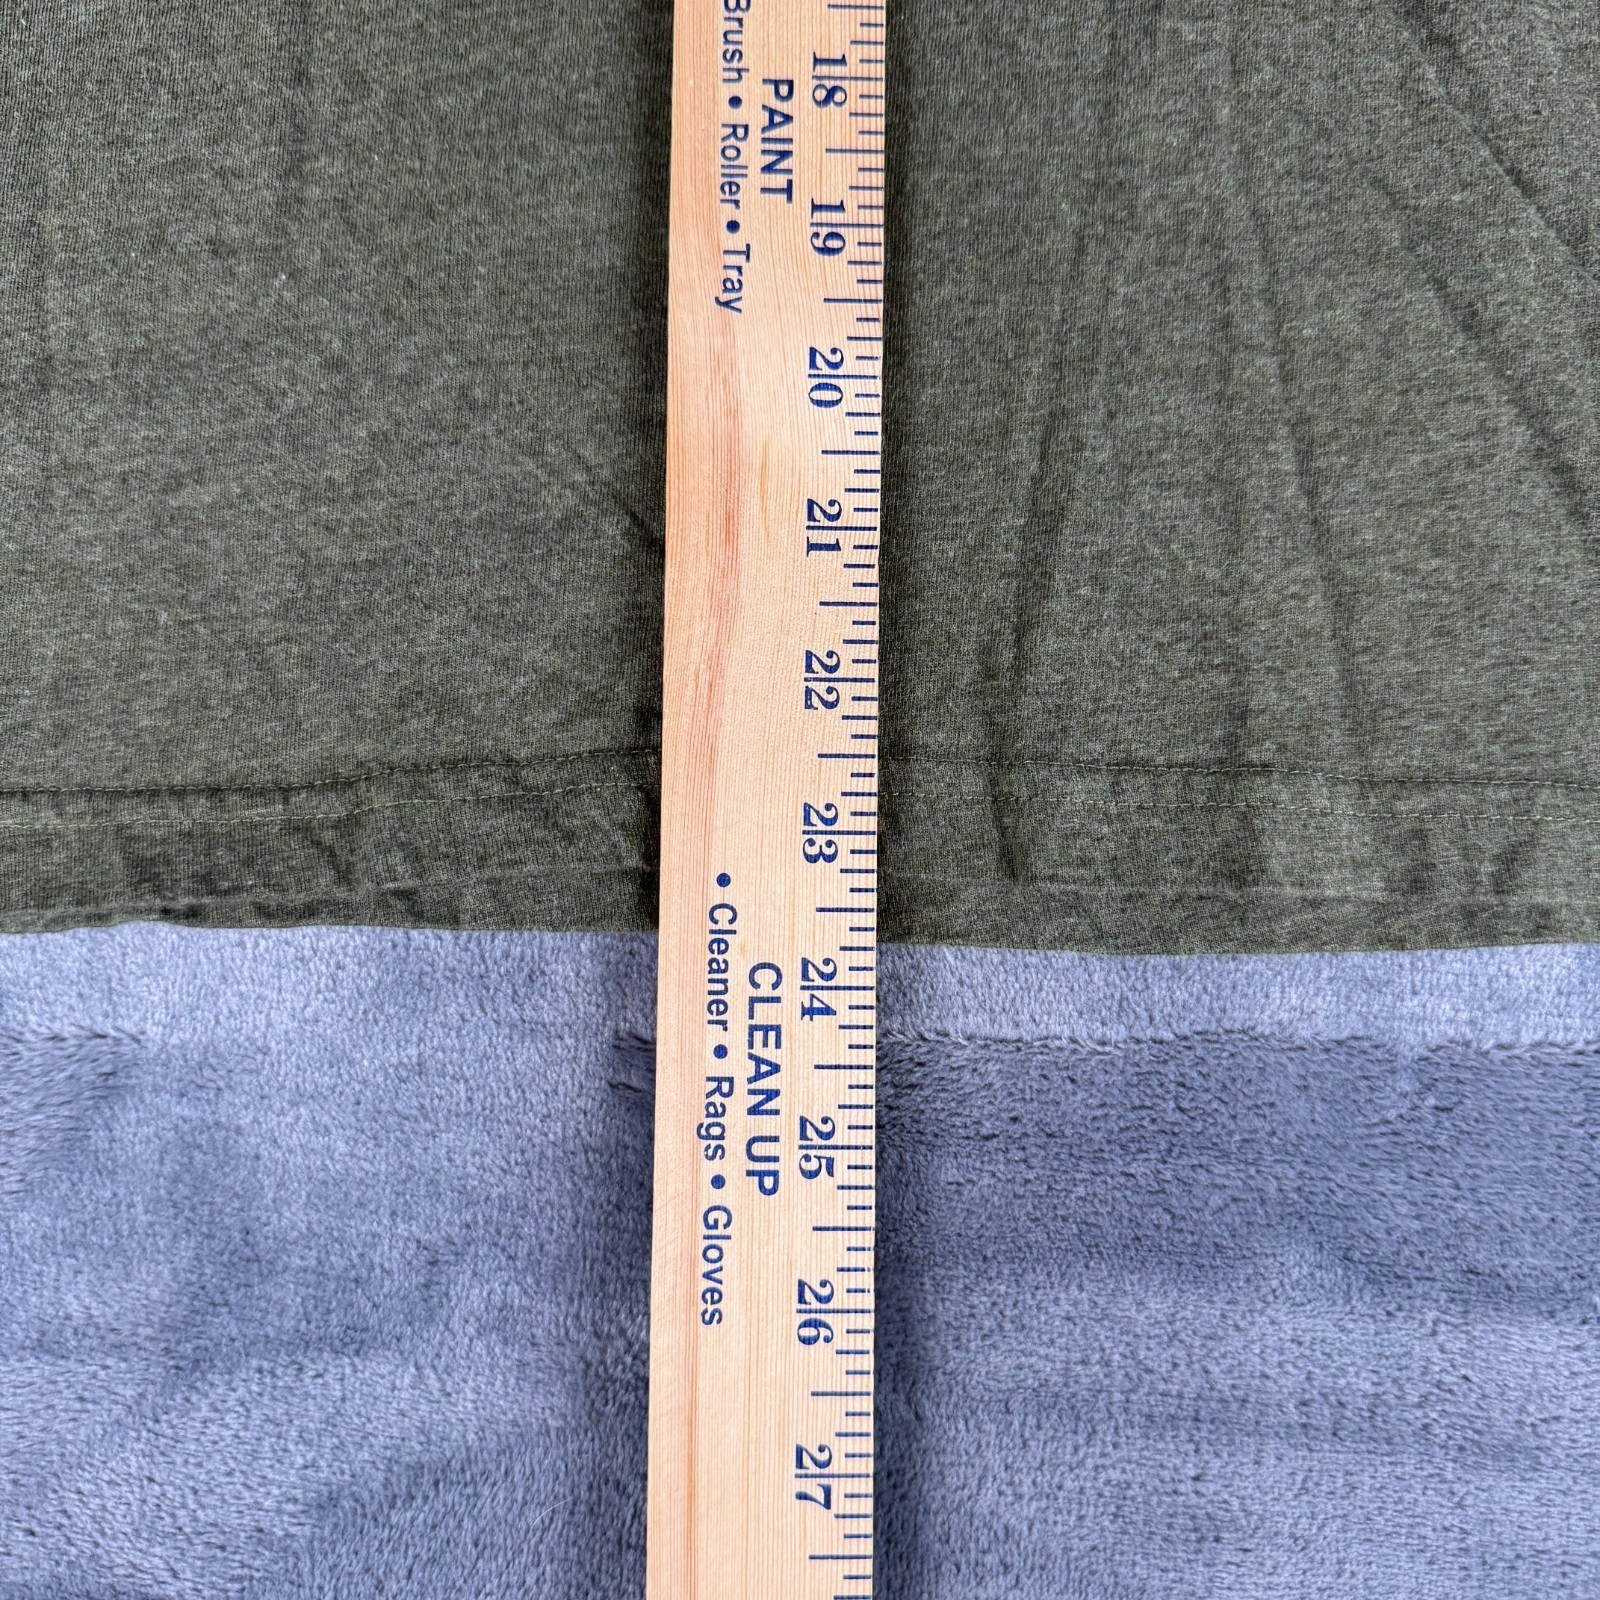 PAINT
Brush • Roller • Tray
CLEAN UP
• Cleaner • Rags • Gloves
18
19
20
21
22
23
24
25
26
27